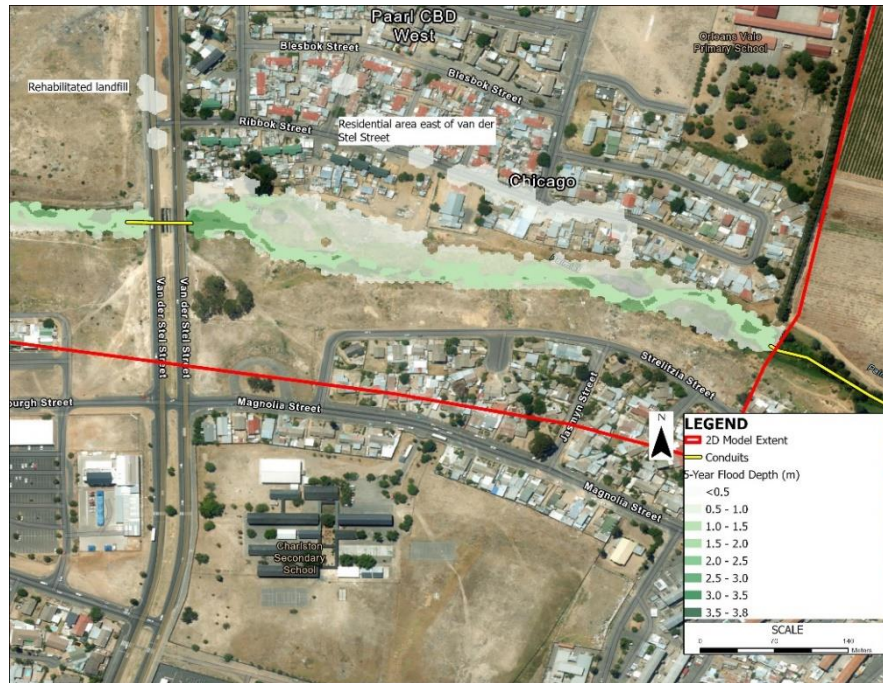 Paarl CBD
West
Blesbok Street
Orleans Vale
Primary School
Rehabilitated landfill
Blesbok Street
Ribbok Street
Residential area east of van der
Stel Street
Chicago
Van der Stel Street
Van der Stel Street
Strelitzia Street
Jasmyn Street
burgh Street
Magnolia Street
Magnolia Street
Charlston
Secondary
School
N
LEGEND
2D Model Extent
Conduits
5-Year Flood Depth (m)
<0.5
0.5 - 1.0
1.0 - 1.5
1.5 - 2.0
2.0 - 2.5
2.5 - 3.0
3.0 - 3.5
3.5 - 3.8
SCALE
0 70 140
Meters